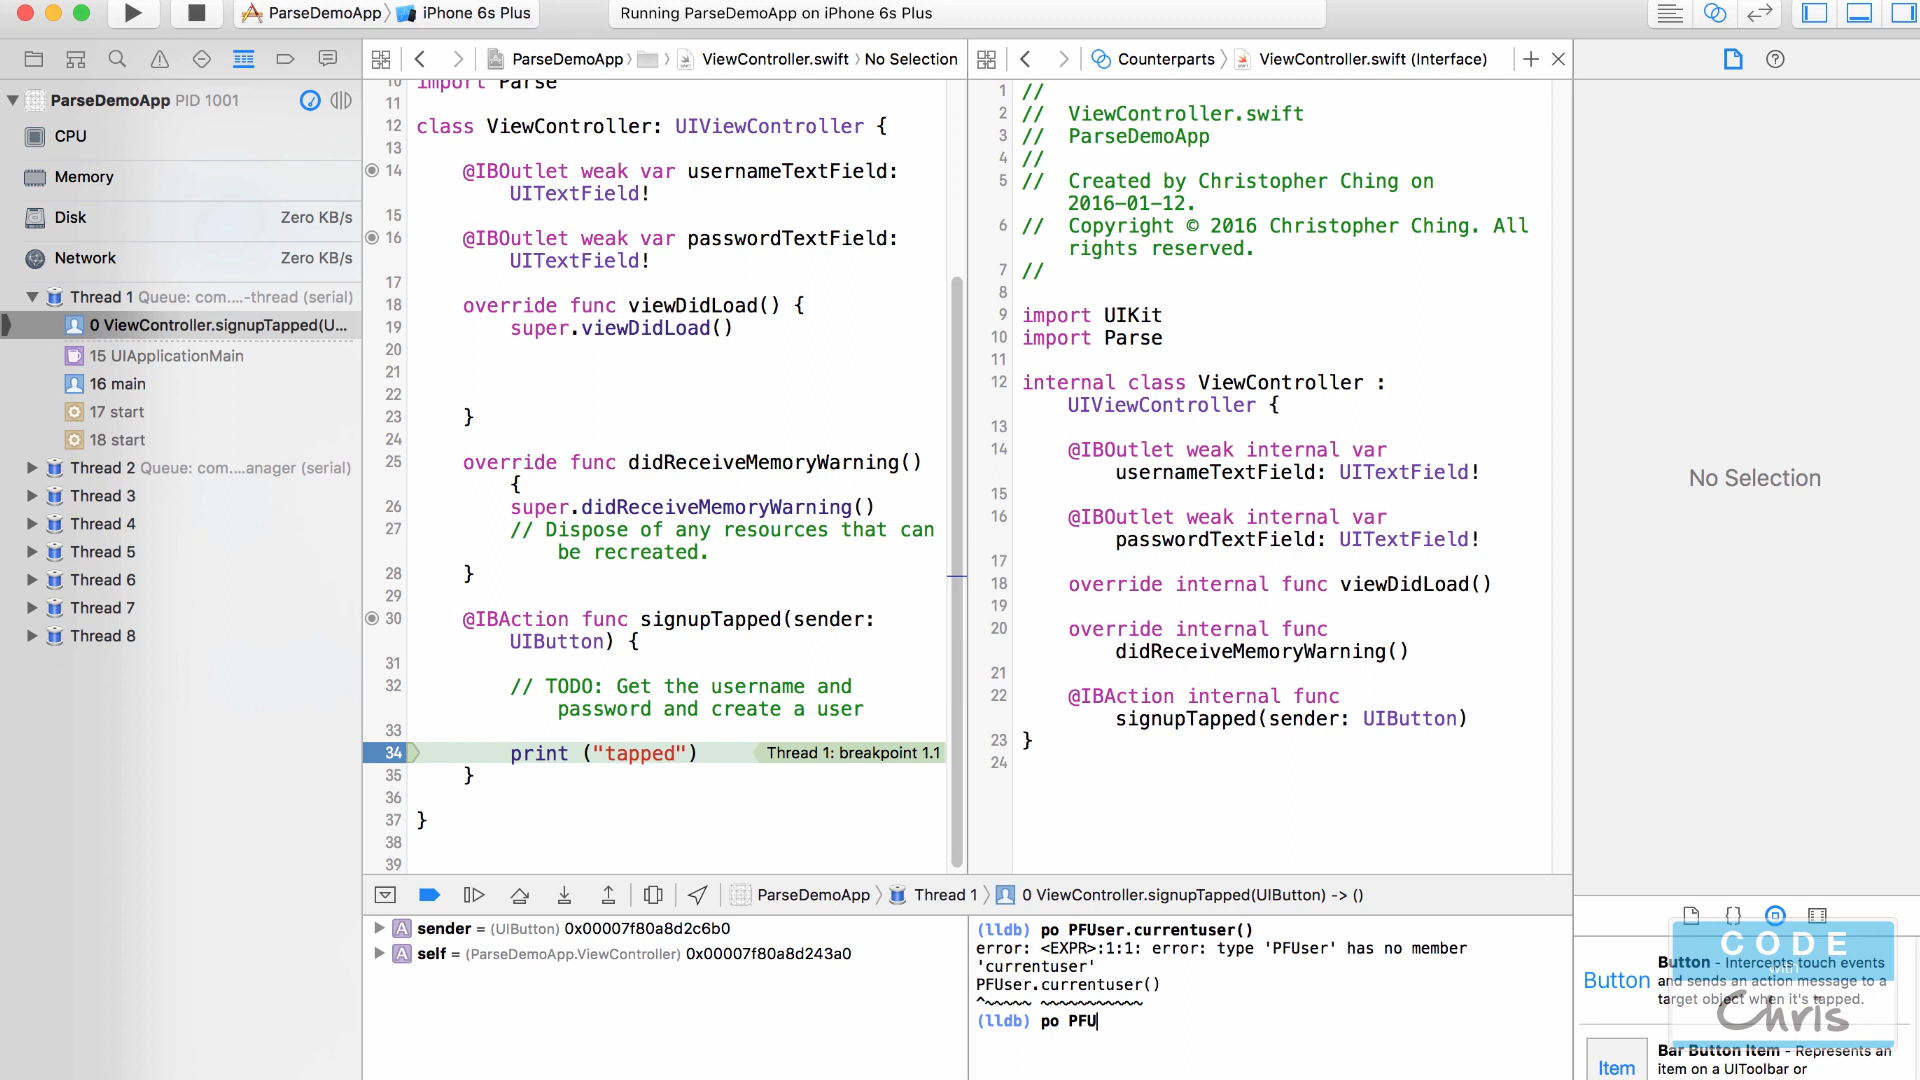 ParseDemoApp iPhone 6s Plus
Running ParseDemoApp on iPhone 6s Plus
ParseDemoApp ViewController.swift No Selection
Counterparts ViewController.swift (Interface)
ParseDemoApp PID 1001
CPU
Memory
Disk Zero KB/s
Network Zero KB/s
Thread 1 Queue: com....-thread (serial)
0 ViewController.signupTapped(U...
15 UIApplicationMain
16 main
17 start
18 start
Thread 2 Queue: com....anager (serial)
Thread 3
Thread 4
Thread 5
Thread 6
Thread 7
Thread 8
10 import Parse
11
12 class ViewController: UIViewController {
13
14 @IBOutlet weak var usernameTextField:
UITextField!
15
16 @IBOutlet weak var passwordTextField:
UITextField!
17
18 override func viewDidLoad() {
19 super.viewDidLoad()
20
21
22
23 }
24
25 override func didReceiveMemoryWarning()
{
26 super.didReceiveMemoryWarning()
27 // Dispose of any resources that can
be recreated.
28 }
29
30 @IBAction func signupTapped(sender:
UIButton) {
31
32 // TODO: Get the username and
password and create a user
33
34 print ("tapped") Thread 1: breakpoint 1.1
35 }
36
37 }
38
39
1 //
2 // ViewController.swift
3 // ParseDemoApp
4 //
5 // Created by Christopher Ching on
2016-01-12.
6 // Copyright © 2016 Christopher Ching. All
rights reserved.
7 //
8
9 import UIKit
10 import Parse
11
12 internal class ViewController :
UIViewController {
13
14 @IBOutlet weak internal var
usernameTextField: UITextField!
15
16 @IBOutlet weak internal var
passwordTextField: UITextField!
17
18 override internal func viewDidLoad()
19
20 override internal func
didReceiveMemoryWarning()
21
22 @IBAction internal func
signupTapped(sender: UIButton)
23 }
24
No Selection
ParseDemoApp Thread 1 0 ViewController.signupTapped(UIButton) -> ()
A sender = (UIButton) 0x00007f80a8d2c6b0
A self = (ParseDemoApp.ViewController) 0x00007f80a8d243a0
(lldb) po PFUser.currentuser()
error: <EXPR>:1:1: error: type 'PFUser' has no member
'currentuser'
PFUser.currentuser()
^~~~~~ ~~~~~~~~~~~
(lldb) po PFU
Button
Button - Intercepts touch events
and sends an action message to a
target object when it's tapped.
Item
Bar Button Item - Represents an
item on a UIToolbar or
CODE
with
Chris